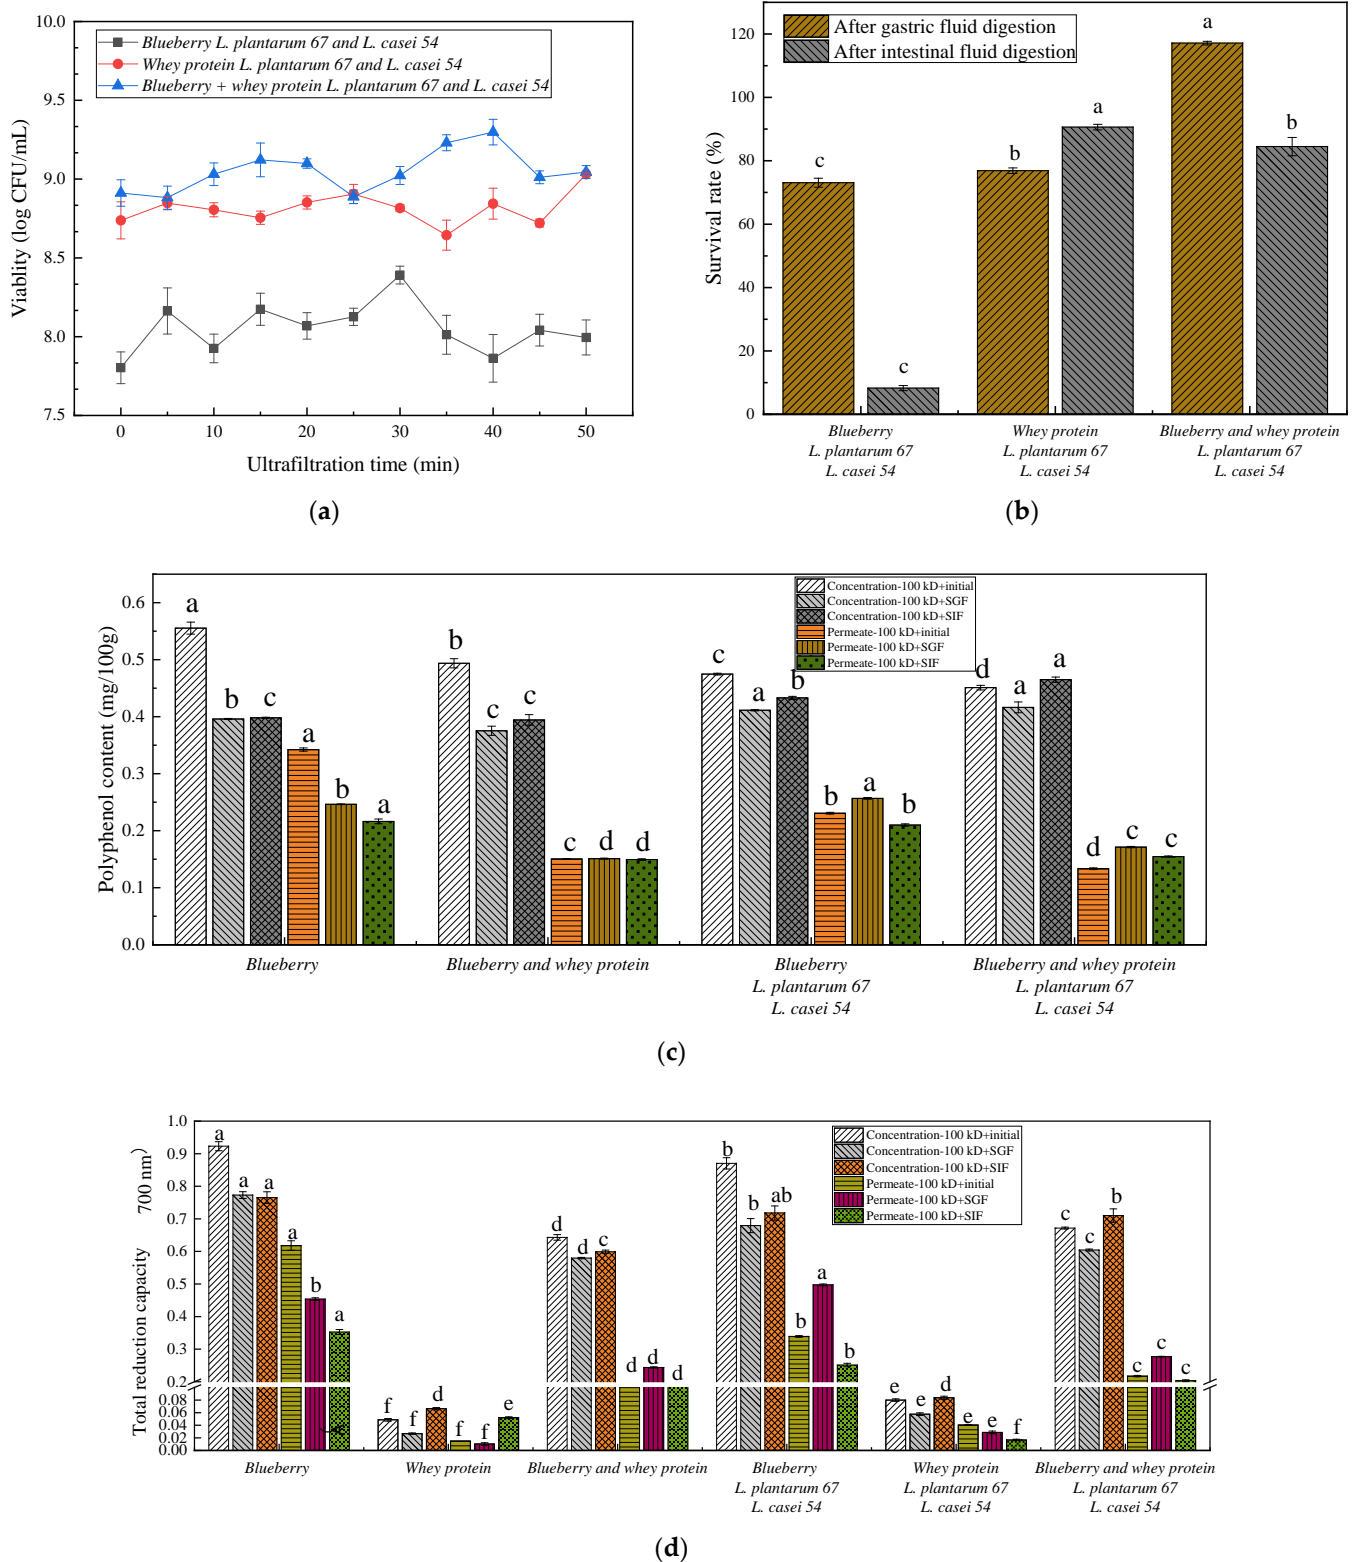 10.0
9.5
9.0
8.5
8.0
7.5
Viablity (log CFU/mL)
Blueberry L. plantarum 67 and L. casei 54
Whey protein L. plantarum 67 and L. casei 54
Blueberry + whey protein L. plantarum 67 and L. casei 54
0 10 20 30 40 50
Ultrafiltration time (min)
(a)
120
100
80
60
40
20
0
Survival rate (%)
After gastric fluid digestion
After intestinal fluid digestion
c c b a a b
Blueberry Whey protein Blueberry and whey protein
L. plantarum 67 L. plantarum 67 L. plantarum 67
L. casei 54 L. casei 54 L. casei 54
(b)
0.6
0.5
0.4
0.3
0.2
0.1
0.0
Polyphenol content (mg/100g)
Concentration-100 kD+initial
Concentration-100 kD+SGF
Concentration-100 kD+SIF
Permeate-100 kD+initial
Permeate-100 kD+SGF
Permeate-100 kD+SIF
a b c a b a b c c c d d c a b b a b d a a d c c
Blueberry Blueberry and whey protein Blueberry Blueberry and whey protein
L. plantarum 67 L. plantarum 67
L. casei 54 L. casei 54
(c)
1.0
0.9
0.8
0.7
0.6
0.5
0.4
0.3
0.2
0.08
0.06
0.04
0.02
0.00
Total reduction capacity 700 nm)
Concentration-100 kD+initial
Concentration-100 kD+SGF
Concentration-100 kD+SIF
Permeate-100 kD+initial
Permeate-100 kD+SGF
Permeate-100 kD+SIF
a a a a b a f f d f f e d d c d d d b b ab b a b e e d e e f c c b c c c
Blueberry Whey protein Blueberry and whey protein Blueberry Whey protein Blueberry and whey protein
L. plantarum 67 L. plantarum 67 L. plantarum 67
L. casei 54 L. casei 54 L. casei 54
(d)